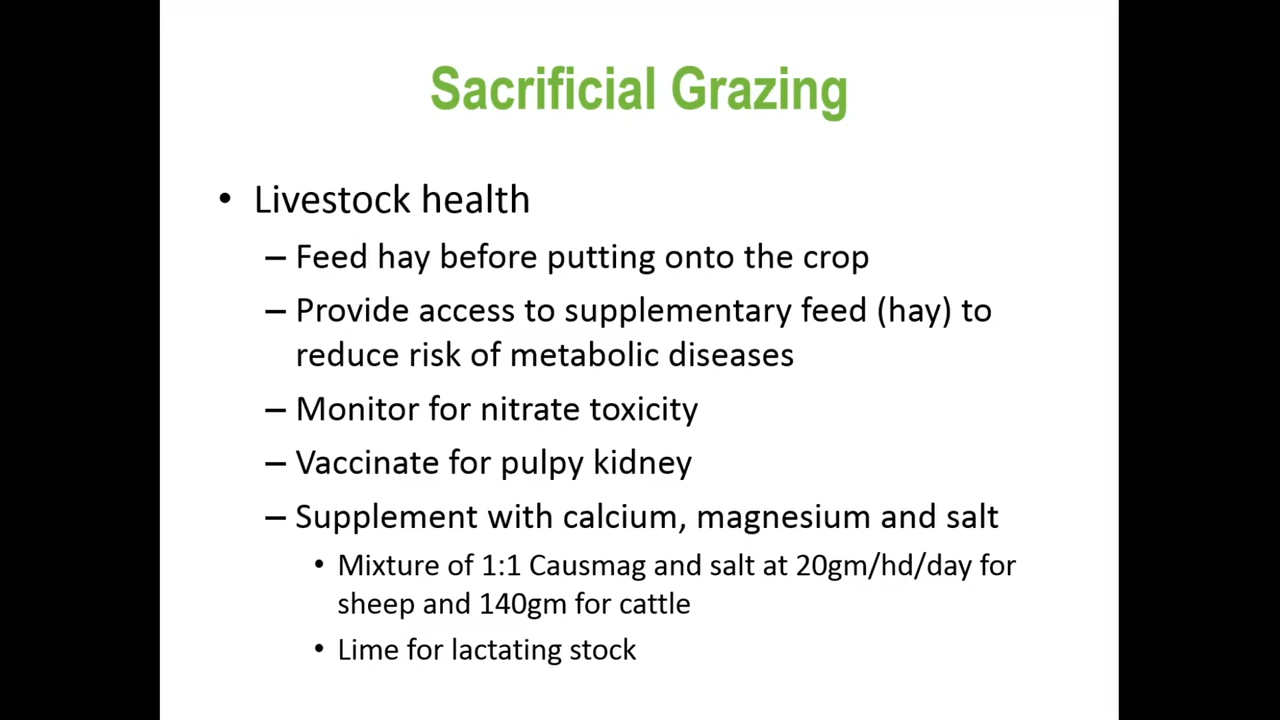 Sacrificial Grazing
• Livestock health
– Feed hay before putting onto the crop
– Provide access to supplementary feed (hay) to
reduce risk of metabolic diseases
– Monitor for nitrate toxicity
– Vaccinate for pulpy kidney
– Supplement with calcium, magnesium and salt
• Mixture of 1:1 Causmag and salt at 20gm/hd/day for
sheep and 140gm for cattle
• Lime for lactating stock